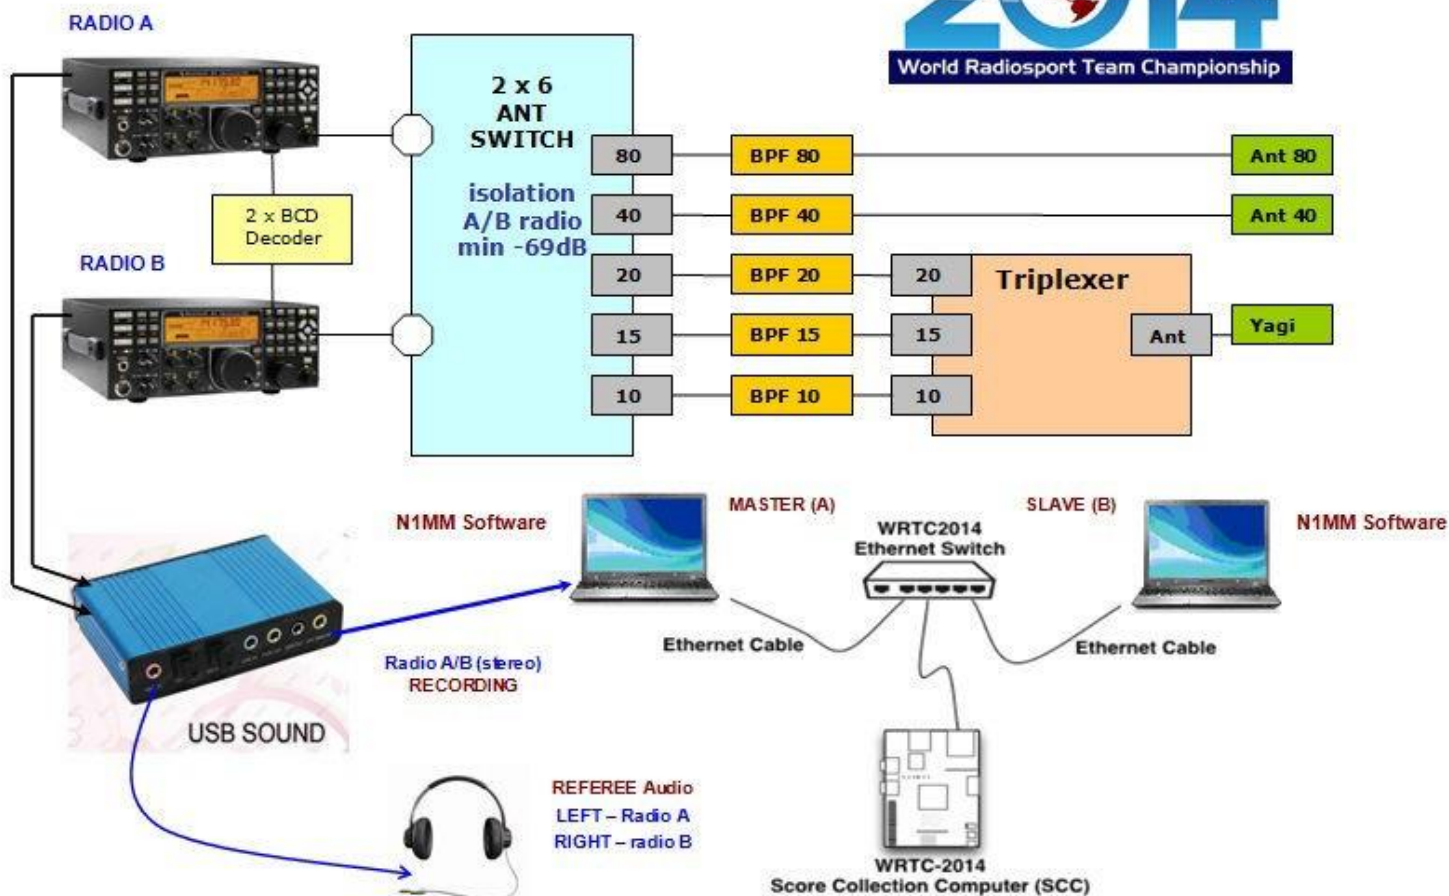 2014
World Radiosport Team Championship
RADIO A
2 x 6
ANT
SWITCH
isolation
A/B radio
min -69dB
2 x BCD
Decoder
RADIO B
80
BPF 80
Ant 80
40
BPF 40
Ant 40
20
BPF 20
20
Triplexer
15
BPF 15
15
Ant
Yagi
10
BPF 10
10
N1MM Software
MASTER (A)
SLAVE (B)
N1MM Software
WRTC2014
Ethernet Switch
Ethernet Cable
Ethernet Cable
Radio A/B (stereo)
RECORDING
USB SOUND
REFEREE Audio
LEFT – Radio A
RIGHT – radio B
WRTC-2014
Score Collection Computer (SCC)